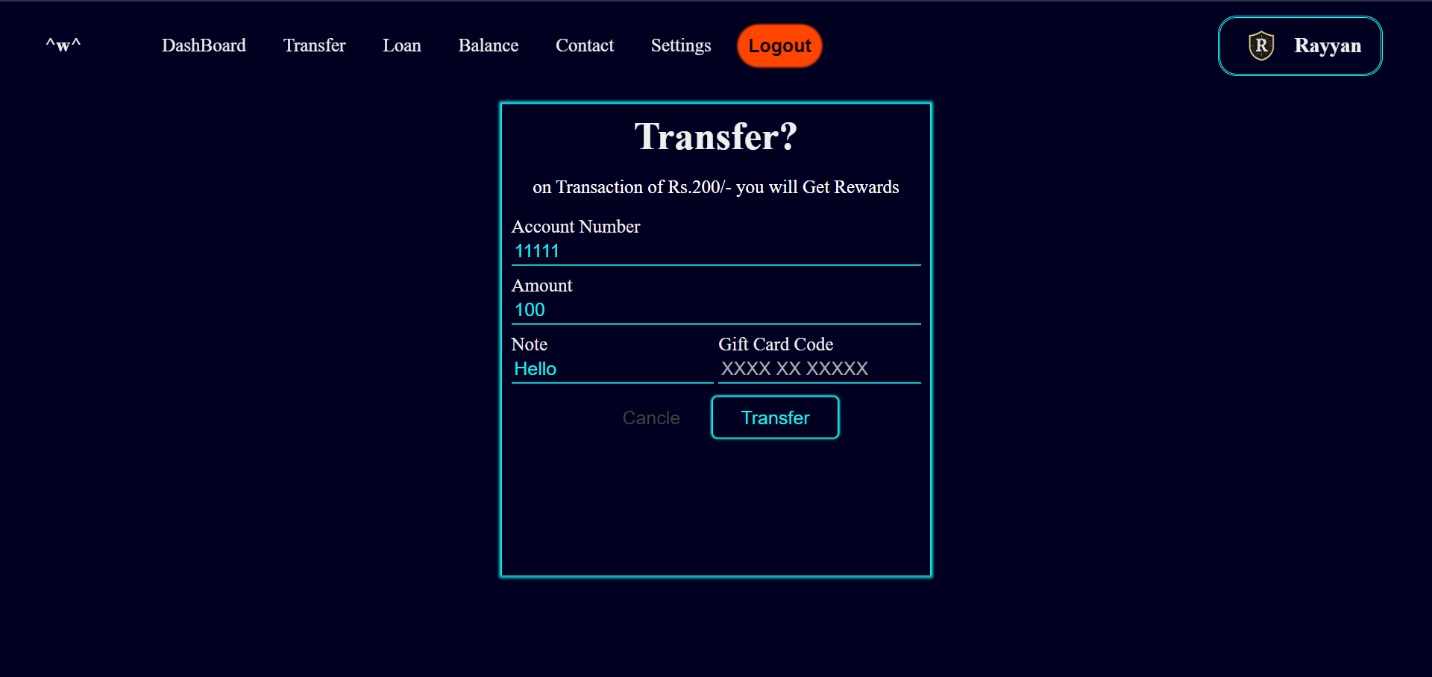 ^w^ DashBoard Transfer Loan Balance Contact Settings Logout R Rayyan
Transfer?
on Transaction of Rs.200/- you will Get Rewards
Account Number
11111
Amount
100
Note Gift Card Code
Hello XXXX XX XXXXX
Cancle Transfer